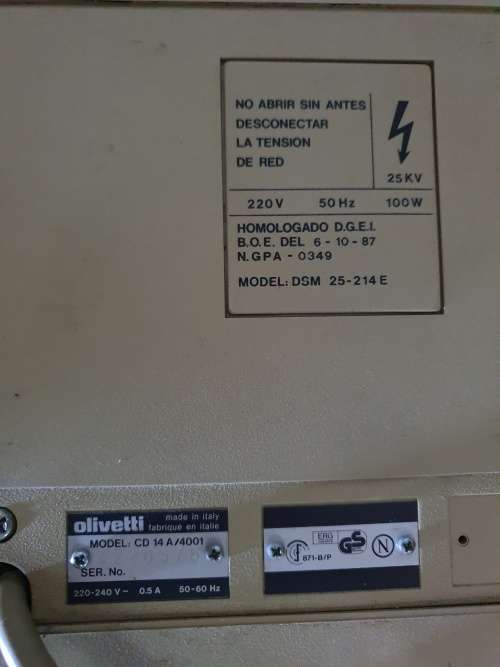 NO ABRIR SIN ANTES
DESCONECTAR
LA TENSION
DE RED
25 KV
220 V 50 Hz 100 W
HOMOLOGADO D.G.E.I.
B.O.E. DEL 6 - 10 - 87
N. GPA - 0349
MODEL: DSM 25-214 E
olivetti made in italy
fabriqué en italie
MODEL: CD 14 A/4001
SER. No.
220-240 V ~ 0.5 A 50-60 Hz
GS
N
871-B/P